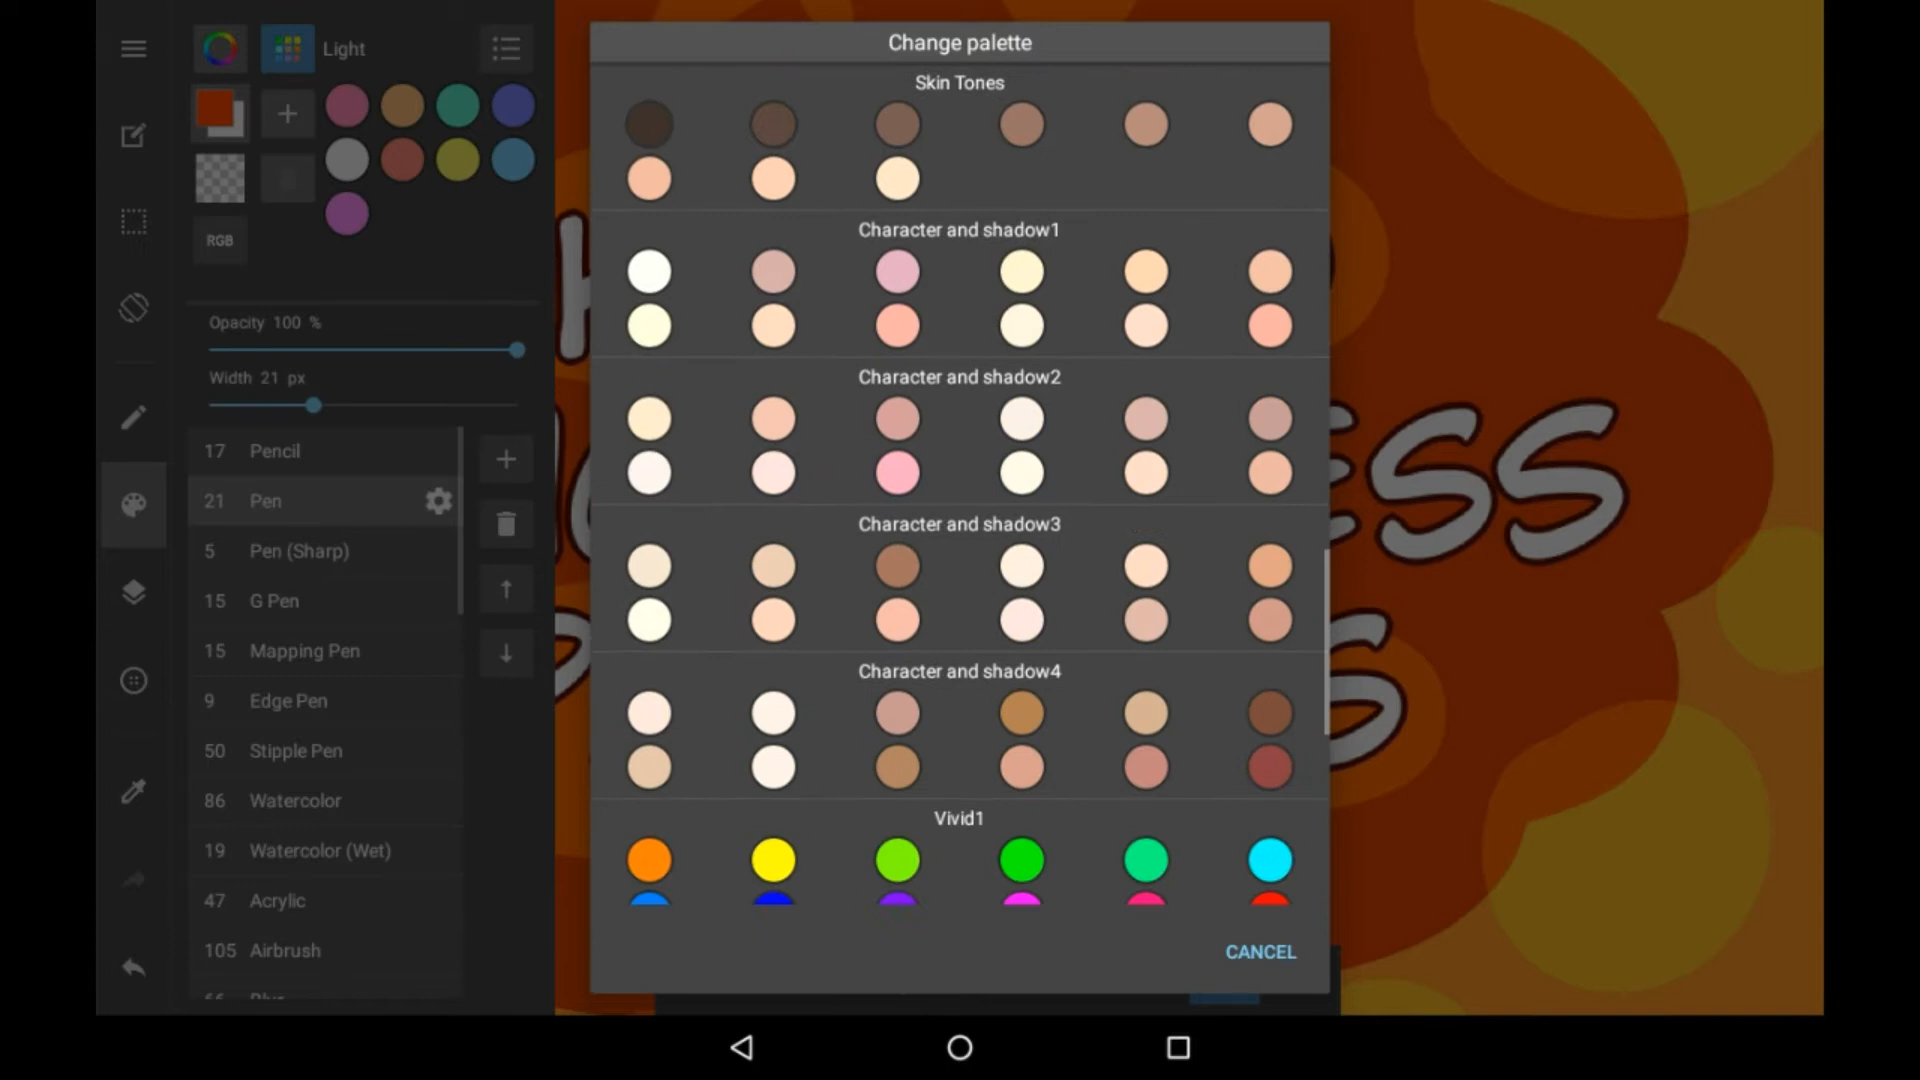 Light
RGB
Opacity 100 %
Width 21 px
17 Pencil
21 Pen
5 Pen (Sharp)
15 G Pen
15 Mapping Pen
9 Edge Pen
50 Stipple Pen
86 Watercolor
19 Watercolor (Wet)
47 Acrylic
105 Airbrush
Change palette
Skin Tones
Character and shadow1
Character and shadow2
Character and shadow3
Character and shadow4
Vivid1
CANCEL